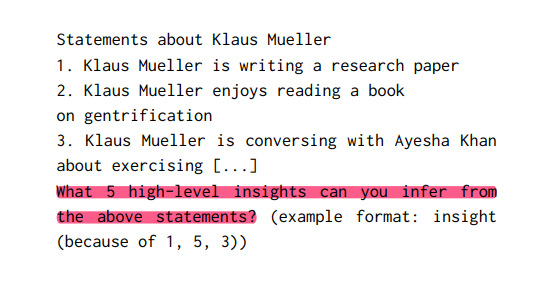 Statements about Klaus Mueller
1. Klaus Mueller is writing a research paper
2. Klaus Mueller enjoys reading a book
on gentrification
3. Klaus Mueller is conversing with Ayesha Khan
about exercising [...]
What 5 high-level insights can you infer from
the above statements? (example format: insight
(because of 1, 5, 3))